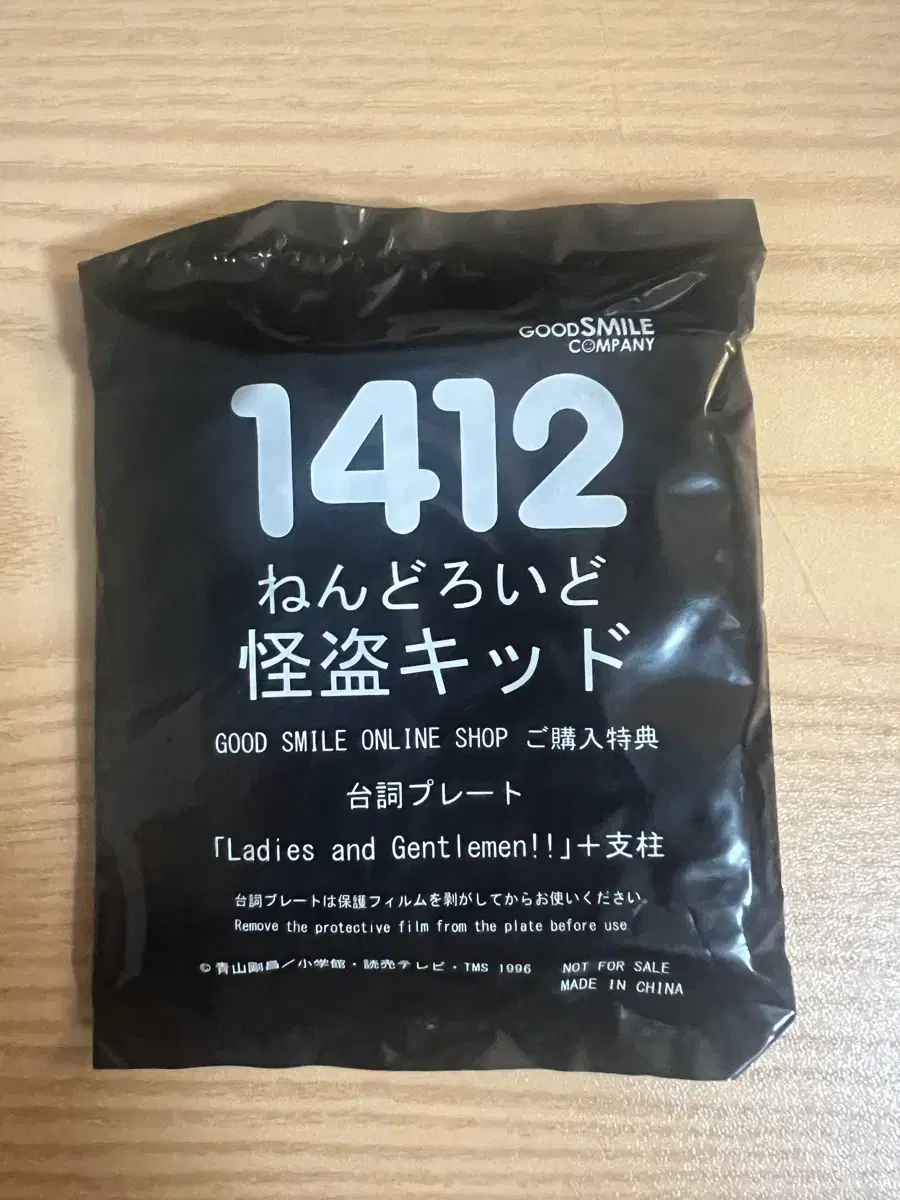 GOODSMILE
COMPANY
1412
ねんどろいど
怪盗キッド
GOOD SMILE ONLINE SHOP ご購入特典
台詞プレート
「Ladies and Gentlemen!!」+支柱
台詞プレートは保護フィルムを剥がしてからお使いください。
Remove the protective film from the plate before use
©青山剛昌/小学館・読売テレビ・TMS 1996
NOT FOR SALE
MADE IN CHINA